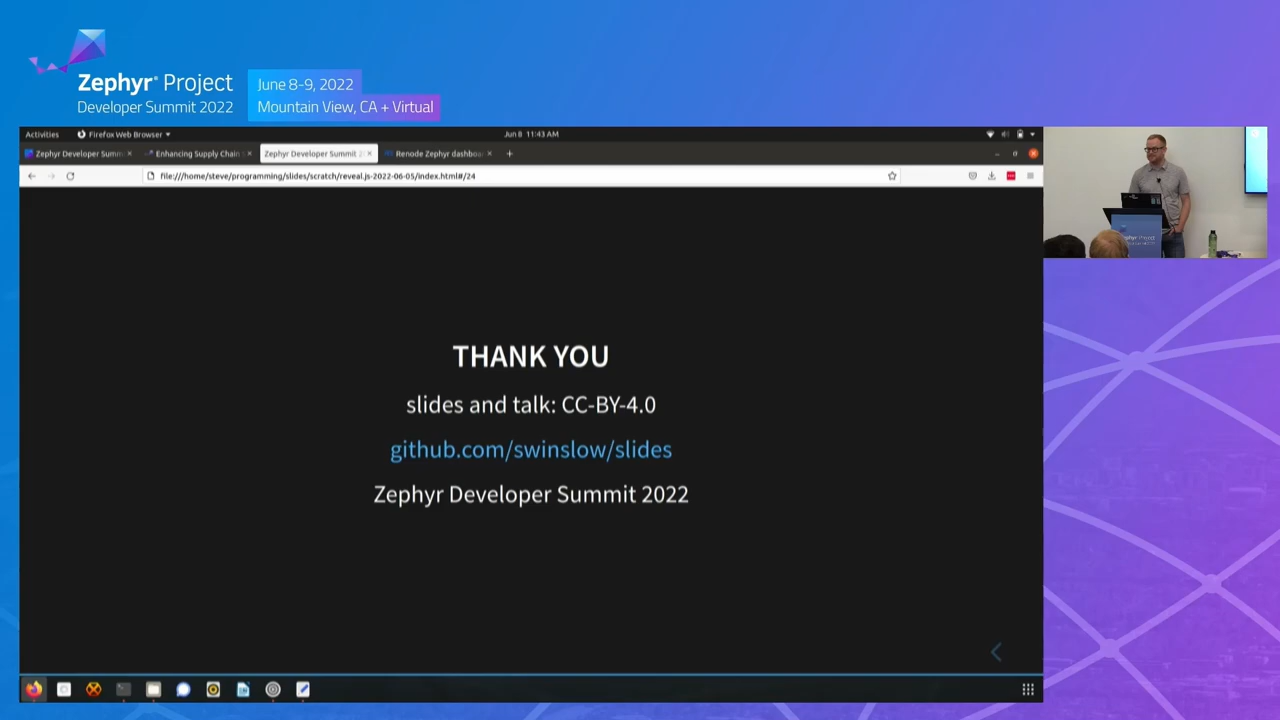 Zephyr® Project
Developer Summit 2022
June 8-9, 2022
Mountain View, CA + Virtual
Activities
Firefox Web Browser
Jun 8 11:43 AM
Zephyr Developer Summ
Enhancing Supply Chain
Zephyr Developer Summit 2
Renode Zephyr dashboa
file:///home/steve/programming/slides/scratch/reveal.js-2022-06-05/index.html#/24
THANK YOU
slides and talk: CC-BY-4.0
github.com/swinslow/slides
Zephyr Developer Summit 2022
Zephyr Project